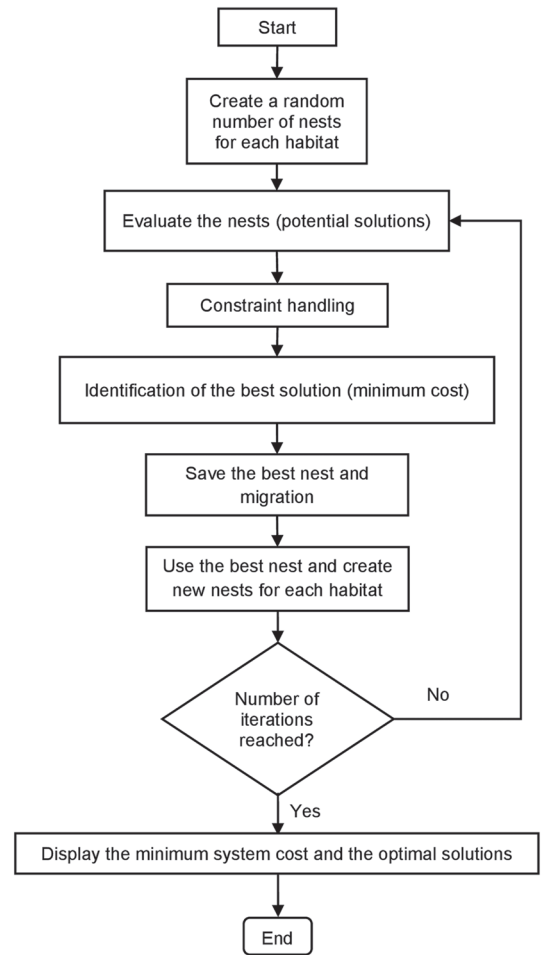 Start
Create a random
number of nests
for each habitat
Evaluate the nests (potential solutions)
Constraint handling
Identification of the best solution (minimum cost)
Save the best nest and
migration
Use the best nest and create
new nests for each habitat
Number of
iterations
reached?
No
Yes
Display the minimum system cost and the optimal solutions
End